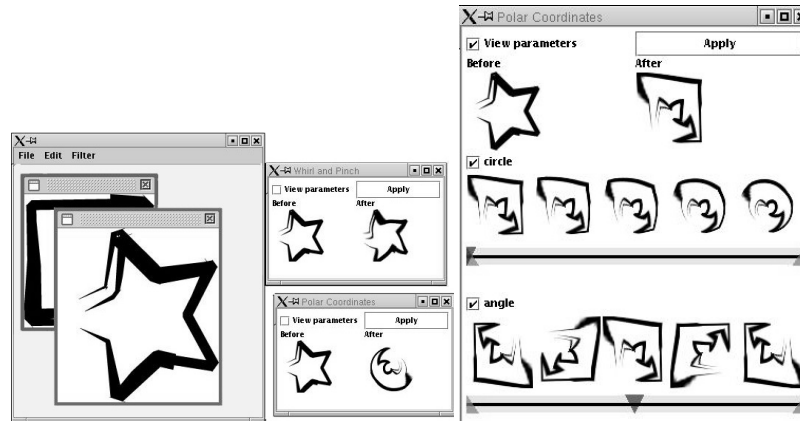 File Edit Filter
Whirl and Pinch
View parameters Apply
Before After
Polar Coordinates
View parameters Apply
Before After
Polar Coordinates
View parameters Apply
Before After
circle
angle